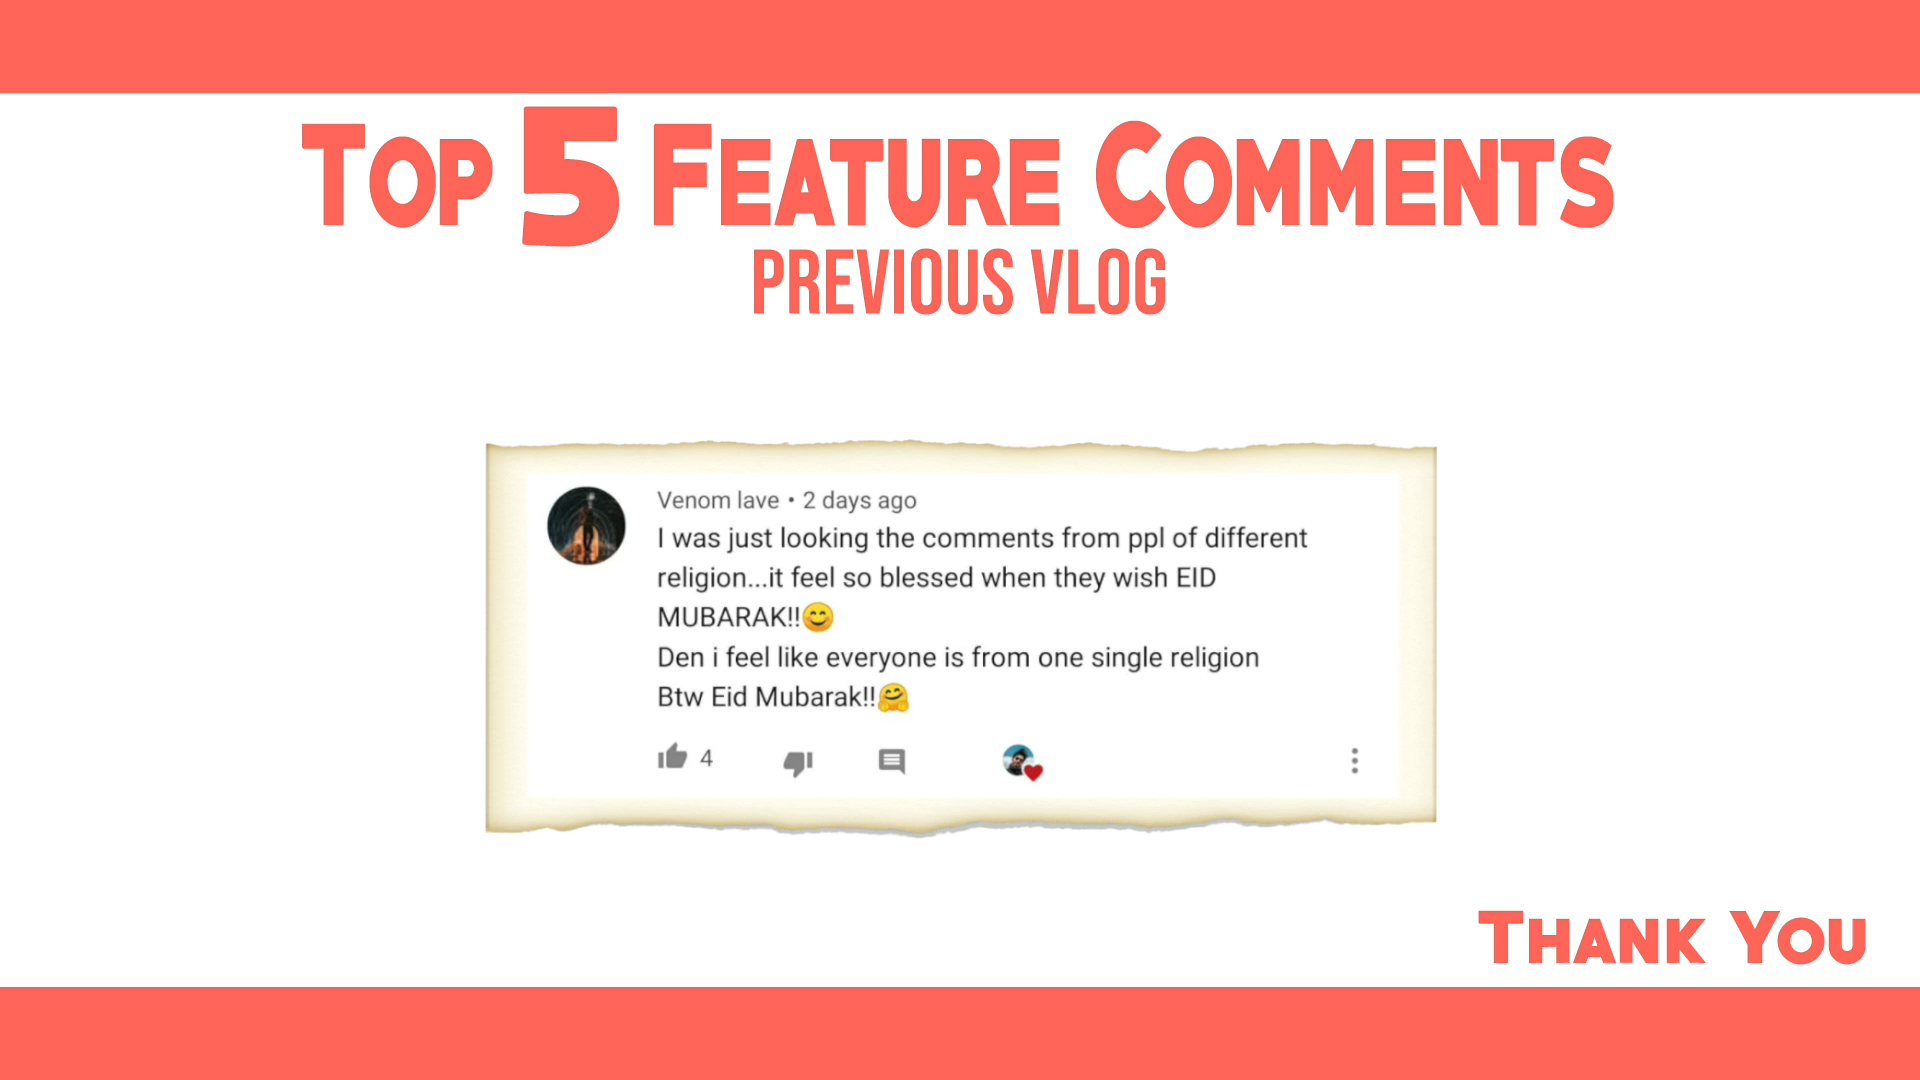 Top 5 Feature Comments
PREVIOUS VLOG
Venom lave • 2 days ago
I was just looking the comments from ppl of different
religion...it feel so blessed when they wish EID
MUBARAK!!😊
Den i feel like everyone is from one single religion
Btw Eid Mubarak!!🤗
4
Thank You